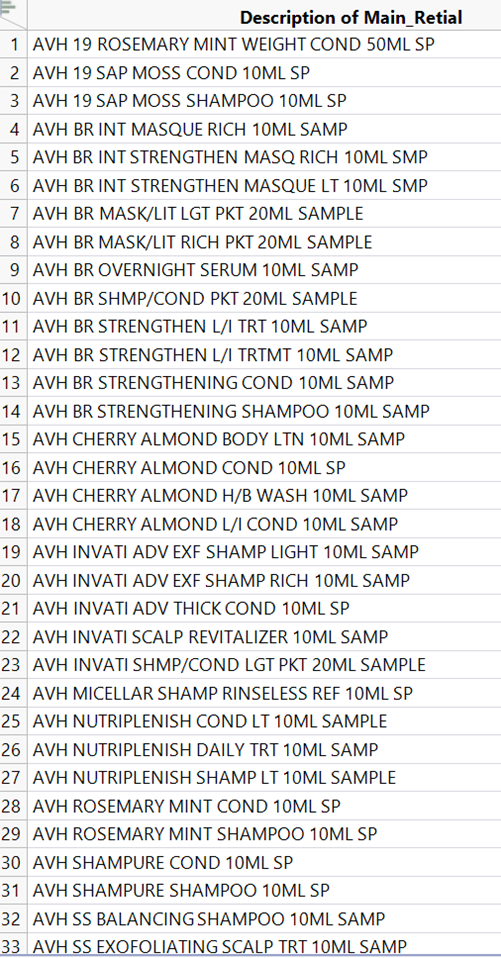 Description of Main_Retial
1 AVH 19 ROSEMARY MINT WEIGHT COND 50ML SP
2 AVH 19 SAP MOSS COND 10ML SP
3 AVH 19 SAP MOSS SHAMPOO 10ML SP
4 AVH BR INT MASQUE RICH 10ML SAMP
5 AVH BR INT STRENGTHEN MASQ RICH 10ML SMP
6 AVH BR INT STRENGTHEN MASQUE LT 10ML SMP
7 AVH BR MASK/LIT LGT PKT 20ML SAMPLE
8 AVH BR MASK/LIT RICH PKT 20ML SAMPLE
9 AVH BR OVERNIGHT SERUM 10ML SAMP
10 AVH BR SHMP/COND PKT 20ML SAMPLE
11 AVH BR STRENGTHEN L/I TRT 10ML SAMP
12 AVH BR STRENGTHEN L/I TRTMT 10ML SAMP
13 AVH BR STRENGTHENING COND 10ML SAMP
14 AVH BR STRENGTHENING SHAMPOO 10ML SAMP
15 AVH CHERRY ALMOND BODY LTN 10ML SAMP
16 AVH CHERRY ALMOND COND 10ML SP
17 AVH CHERRY ALMOND H/B WASH 10ML SAMP
18 AVH CHERRY ALMOND L/I COND 10ML SAMP
19 AVH INVATI ADV EXF SHAMP LIGHT 10ML SAMP
20 AVH INVATI ADV EXF SHAMP RICH 10ML SAMP
21 AVH INVATI ADV THICK COND 10ML SP
22 AVH INVATI SCALP REVITALIZER 10ML SAMP
23 AVH INVATI SHMP/COND LGT PKT 20ML SAMPLE
24 AVH MICELLAR SHAMP RINSELESS REF 10ML SP
25 AVH NUTRIPLENISH COND LT 10ML SAMPLE
26 AVH NUTRIPLENISH DAILY TRT 10ML SAMP
27 AVH NUTRIPLENISH SHAMP LT 10ML SAMPLE
28 AVH ROSEMARY MINT COND 10ML SP
29 AVH ROSEMARY MINT SHAMPOO 10ML SP
30 AVH SHAMPURE COND 10ML SP
31 AVH SHAMPURE SHAMPOO 10ML SP
32 AVH SS BALANCING SHAMPOO 10ML SAMP
33 AVH SS EXOFOLIATING SCALP TRT 10ML SAMP